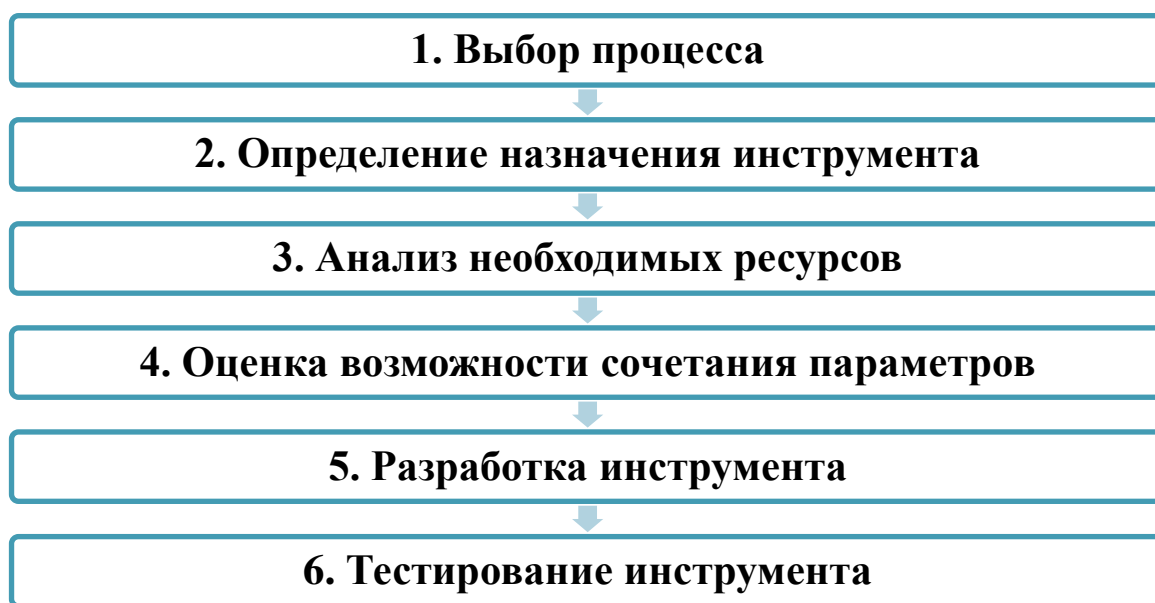 1. Выбор процесса
2. Определение назначения инструмента
3. Анализ необходимых ресурсов
4. Оценка возможности сочетания параметров
5. Разработка инструмента
6. Тестирование инструмента